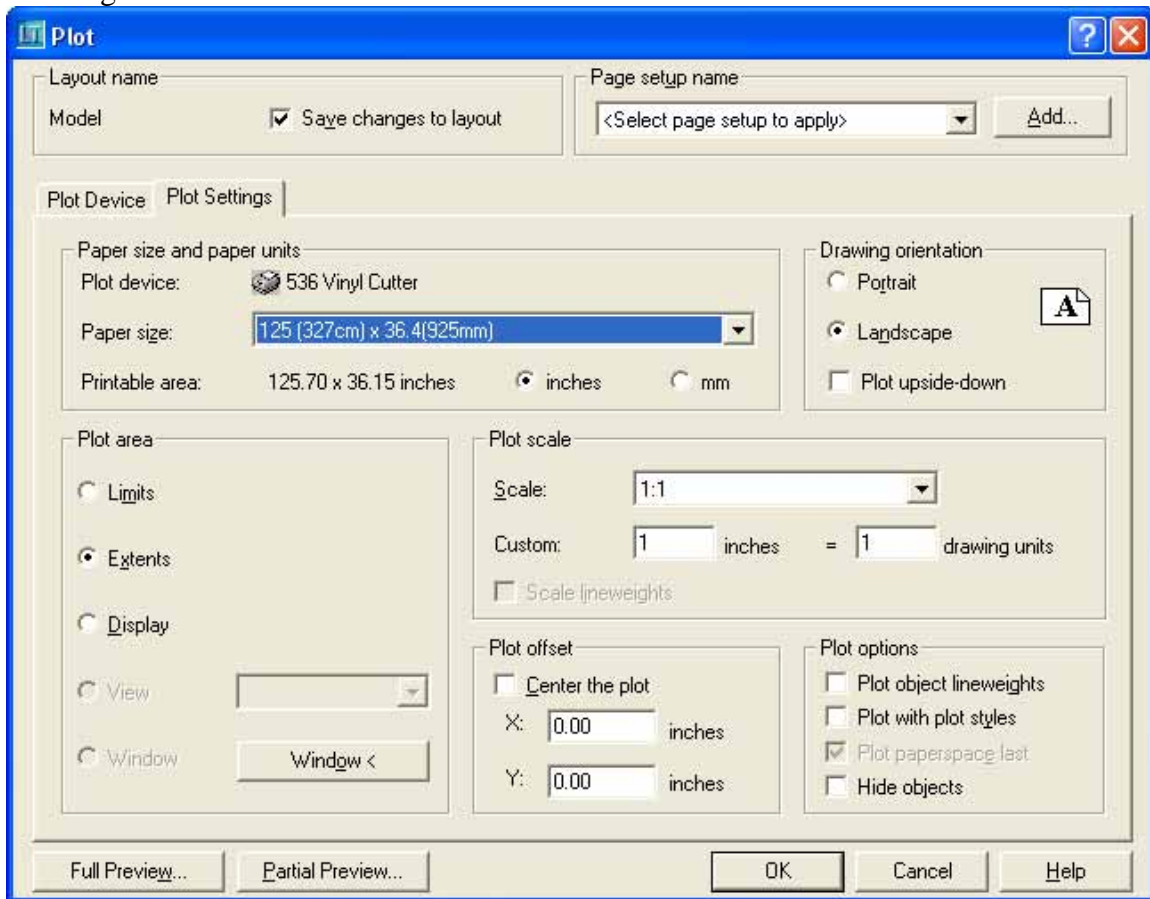 Plot
Layout name
Model
Save changes to layout
Page setup name
<Select page setup to apply>
Add...
Plot Device
Plot Settings
Paper size and paper units
Plot device:
536 Vinyl Cutter
Paper size:
125 (327cm) x 36.4(925mm)
Printable area:
125.70 x 36.15 inches
inches
mm
Drawing orientation
Portrait
A
Landscape
Plot upside-down
Plot area
Limits
Extents
Display
View
Window
Window <
Plot scale
Scale:
1:1
Custom:
1
inches
=
1
drawing units
Scale lineweights
Plot offset
Center the plot
X:
0.00
inches
Y:
0.00
inches
Plot options
Plot object lineweights
Plot with plot styles
Plot paperspace last
Hide objects
Full Preview...
Partial Preview...
OK
Cancel
Help